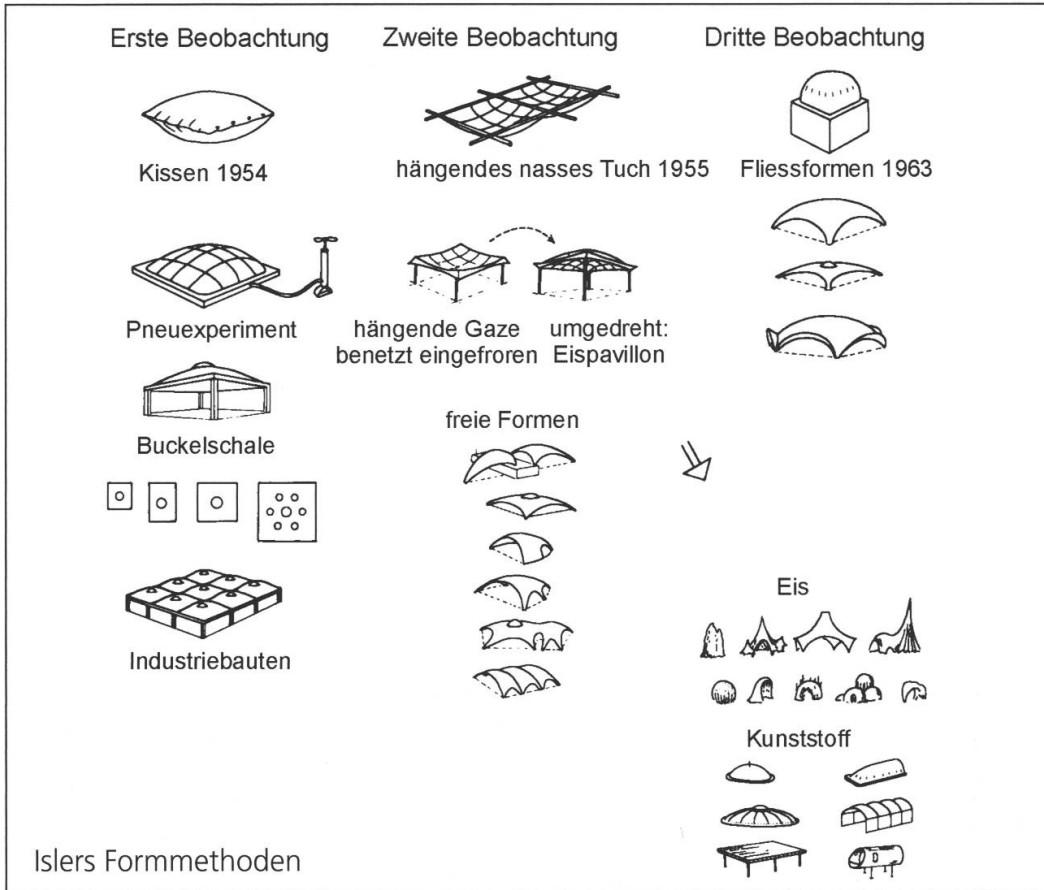 Erste Beobachtung
Kissen 1954
Pneuexperiment
Buckelschale
Industriebauten
Zweite Beobachtung
hängendes nasses Tuch 1955
hängende Gaze
benetzt eingefroren
umgedreht:
Eispavillon
freie Formen
Dritte Beobachtung
Fliessformen 1963
Eis
Kunststoff
Islers Formmethoden